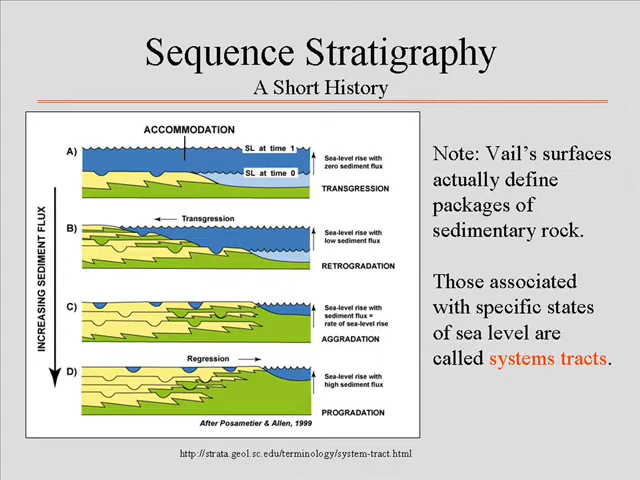 Sequence Stratigraphy
A Short History
ACCOMMODATION
A)
SL at time 1
SL at time 0
Sea-level rise with
zero sediment flux
TRANSGRESSION
INCREASING SEDIMENT FLUX
B)
Transgression
Sea-level rise with
low sediment flux
RETROGRADATION
C)
Sea-level rise with
sediment flux =
rate of sea-level rise
AGGRADATION
Regression
D)
Sea-level rise with
high sediment flux
PROGRADATION
After Posametier & Allen, 1999
Note: Vail's surfaces
actually define
packages of
sedimentary rock.
Those associated
with specific states
of sea level are
called systems tracts.
http://strata.geol.sc.edu/terminology/system-tract.html